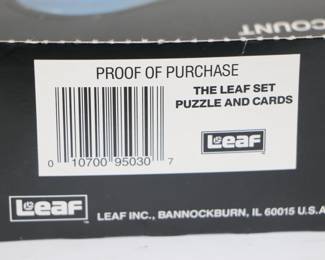 COUNT
PROOF OF PURCHASE
THE LEAF SET
PUZZLE AND CARDS
0 10700 95030 7
Leaf
Leaf
LEAF INC., BANNOCKBURN, IL 60015 U.S.A